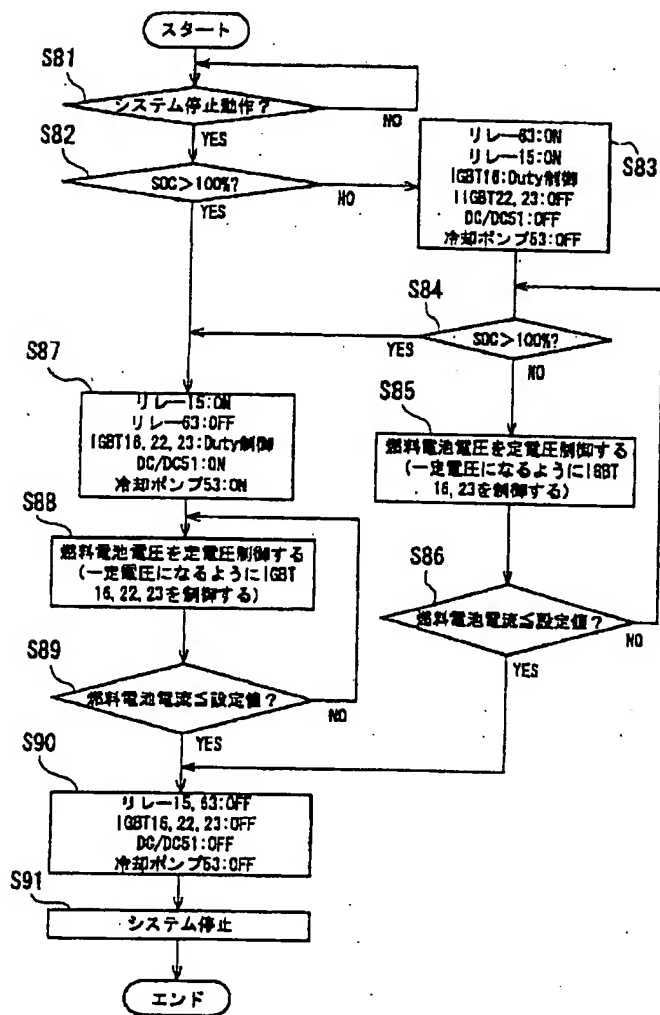 スタート
S81
システム停止動作？
NO
YES
S82
SOC＞100%?
NO
YES
リレー63:ON
リレー15:ON
IGBT16:Duty制御
IIGBT22, 23:OFF
DC/DC51:OFF
冷却ポンプ53:OFF
S83
S84
SOC＞100%?
YES
NO
S87
リレー15:ON
リレー63:OFF
IGBT16, 22, 23:Duty制御
DC/DC51:ON
冷却ポンプ53:ON
S85
燃料電池電圧を定電圧制御する
(一定電圧になるようにIGBT
16, 23を制御する)
S88
燃料電池電圧を定電圧制御する
(一定電圧になるようにIGBT
16, 22, 23を制御する)
S86
燃料電池電流≦設定値？
NO
YES
S89
燃料電池電流≦設定値？
NO
YES
S90
リレー15, 63:OFF
IGBT16, 22, 23:OFF
DC/DC51:OFF
冷却ポンプ53:OFF
S91
システム停止
エンド